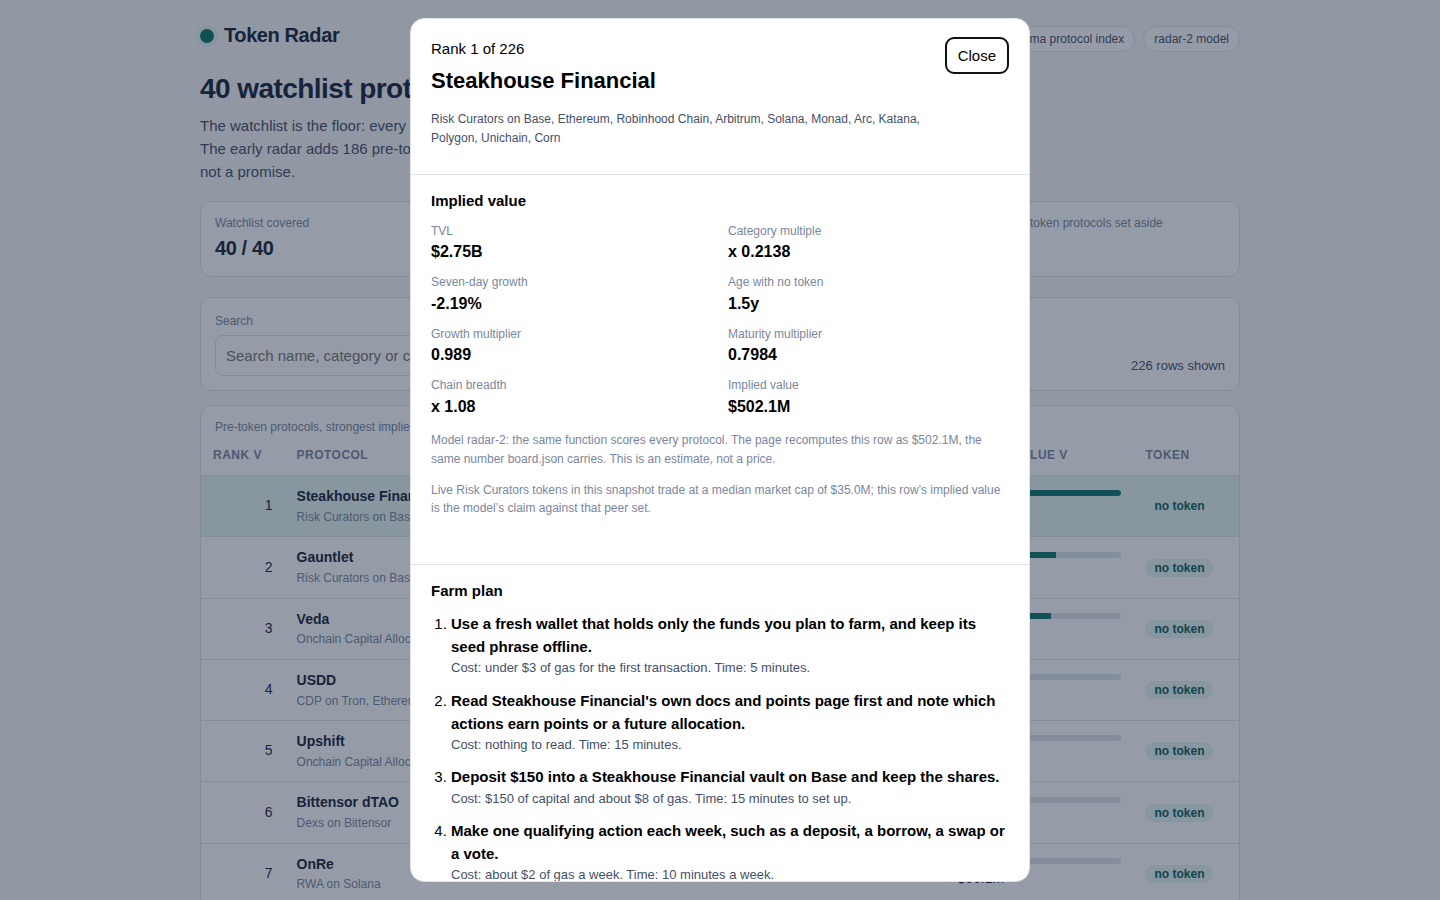 Token Radar
ma protocol index
radar-2 model
40 watchlist prot
The watchlist is the floor: every
The early radar adds 186 pre-to
not a promise.
Watchlist covered
40 / 40
token protocols set aside
Search
Search name, category or c
226 rows shown
Pre-token protocols, strongest implie
RANK V
PROTOCOL
LUE V
TOKEN
1
Steakhouse Finan
Risk Curators on Bas
no token
2
Gauntlet
Risk Curators on Bas
no token
3
Veda
Onchain Capital Alloc
no token
4
USDD
CDP on Tron, Ethere
no token
5
Upshift
Onchain Capital Alloc
no token
6
Bittensor dTAO
Dexs on Bittensor
no token
7
OnRe
RWA on Solana
no token
Rank 1 of 226
Close
Steakhouse Financial
Risk Curators on Base, Ethereum, Robinhood Chain, Arbitrum, Solana, Monad, Arc, Katana,
Polygon, Unichain, Corn
Implied value
TVL
$2.75B
Category multiple
x 0.2138
Seven-day growth
-2.19%
Age with no token
1.5y
Growth multiplier
0.989
Maturity multiplier
0.7984
Chain breadth
x 1.08
Implied value
$502.1M
Model radar-2: the same function scores every protocol. The page recomputes this row as $502.1M, the
same number board.json carries. This is an estimate, not a price.
Live Risk Curators tokens in this snapshot trade at a median market cap of $35.0M; this row's implied value
is the model's claim against that peer set.
Farm plan
1. Use a fresh wallet that holds only the funds you plan to farm, and keep its
seed phrase offline.
Cost: under $3 of gas for the first transaction. Time: 5 minutes.
2. Read Steakhouse Financial's own docs and points page first and note which
actions earn points or a future allocation.
Cost: nothing to read. Time: 15 minutes.
3. Deposit $150 into a Steakhouse Financial vault on Base and keep the shares.
Cost: $150 of capital and about $8 of gas. Time: 15 minutes to set up.
4. Make one qualifying action each week, such as a deposit, a borrow, a swap or
a vote.
Cost: about $2 of gas a week. Time: 10 minutes a week.